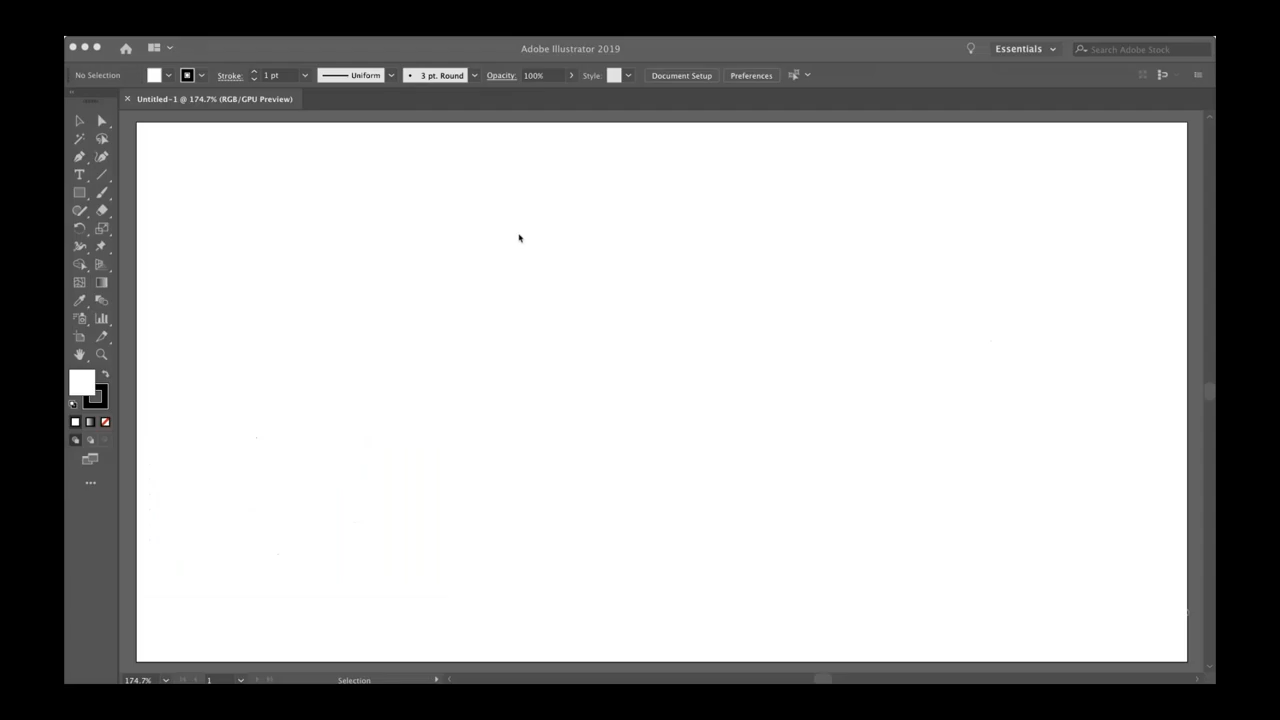 Adobe Illustrator 2019
Essentials
Search Adobe Stock
No Selection
Stroke: 1 pt
Uniform
• 3 pt. Round
Opacity: 100%
Style:
Document Setup
Preferences
× Untitled-1 @ 174.7% (RGB/GPU Preview)
174.7%
1
Selection